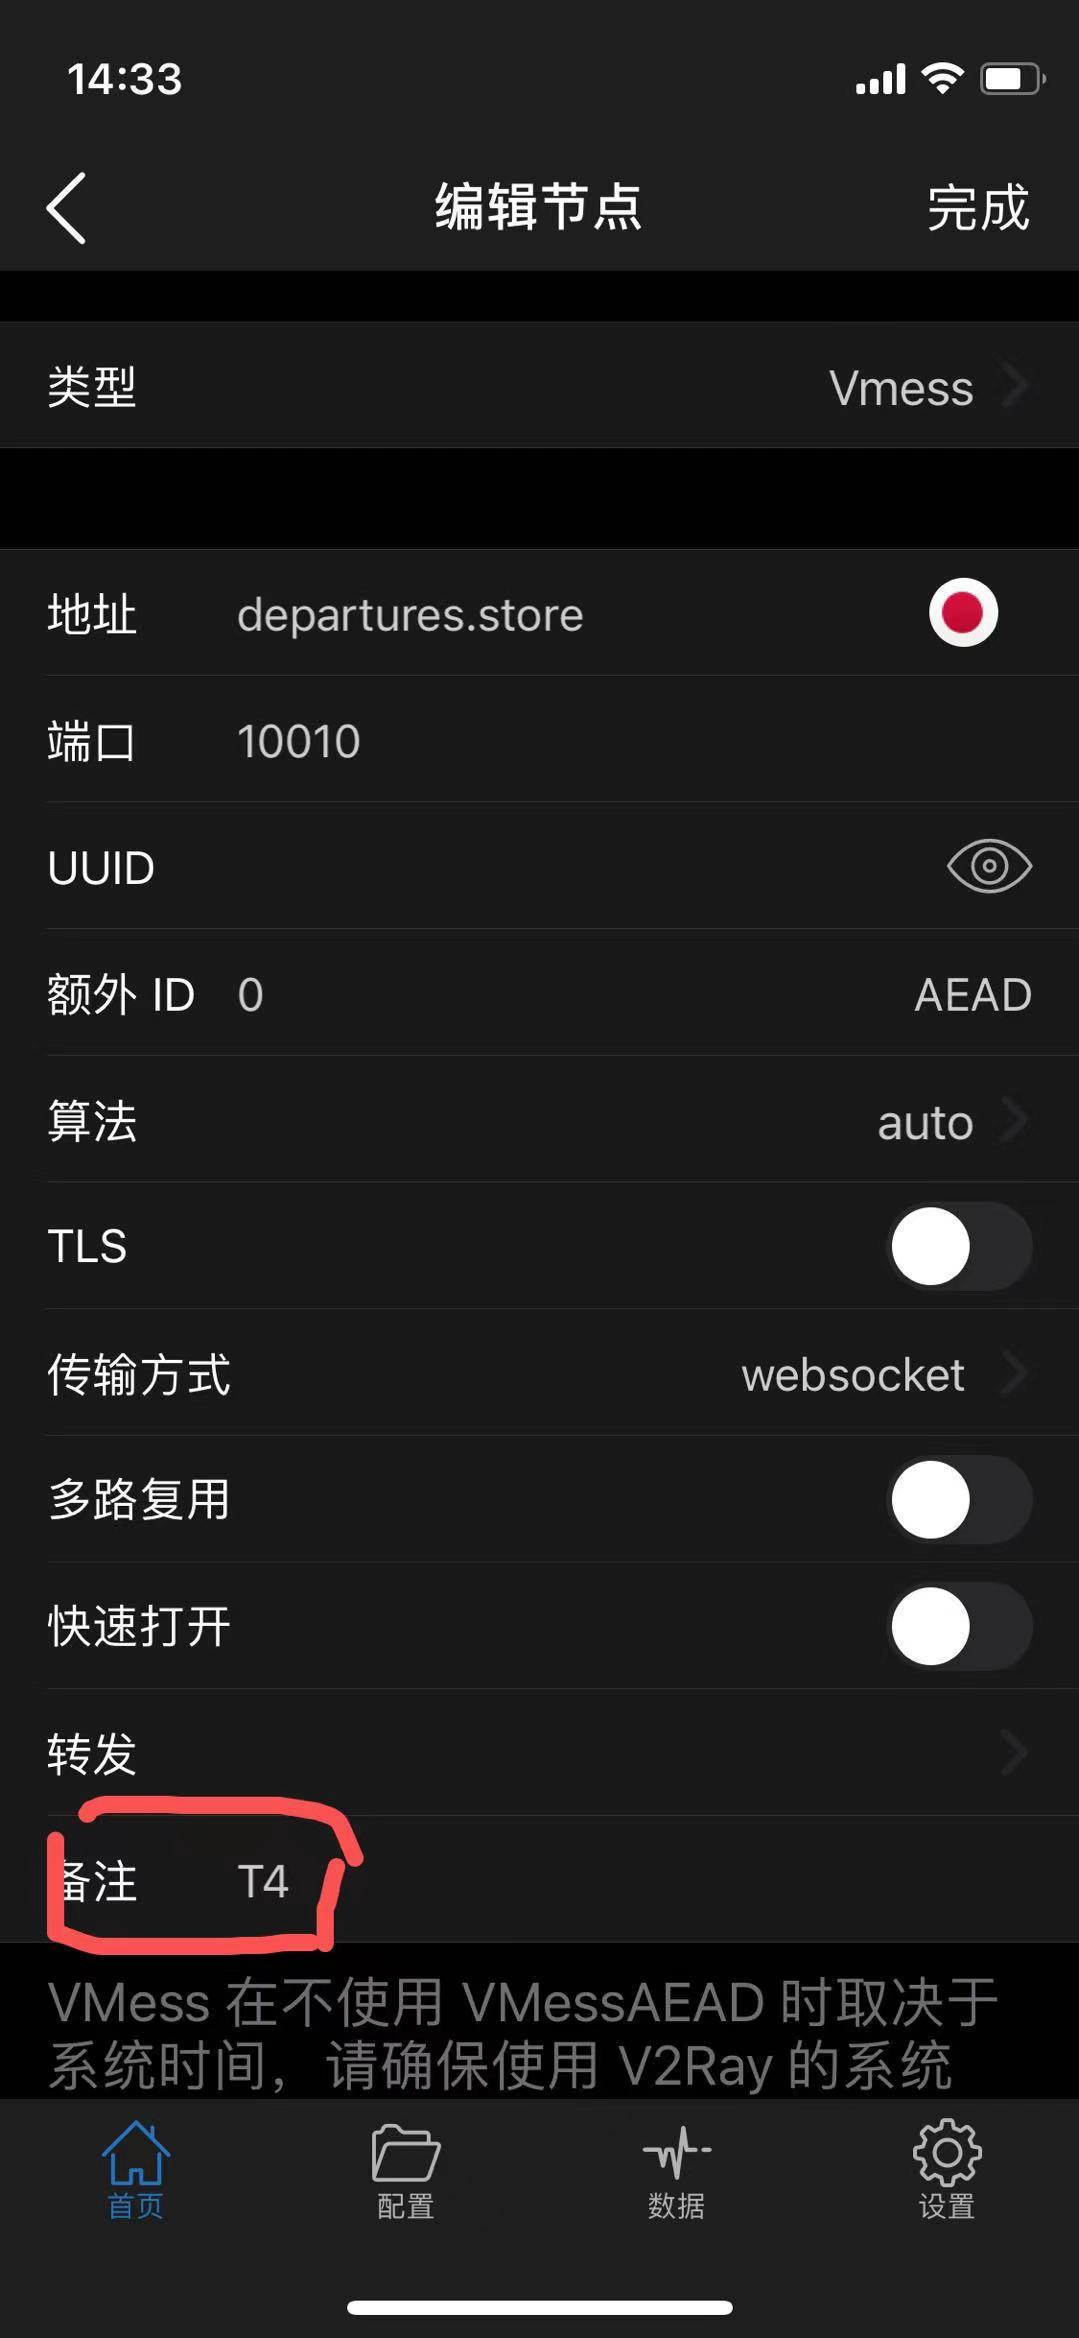 14:33
编辑节点
完成
类型 Vmess
地址 departures.store
端口 10010
UUID
额外 ID 0 AEAD
算法 auto
TLS
传输方式 websocket
多路复用
快速打开
转发
备注 T4
VMess 在不使用 VMessAEAD 时取决于
系统时间，请确保使用 V2Ray 的系统
首页 配置 数据 设置